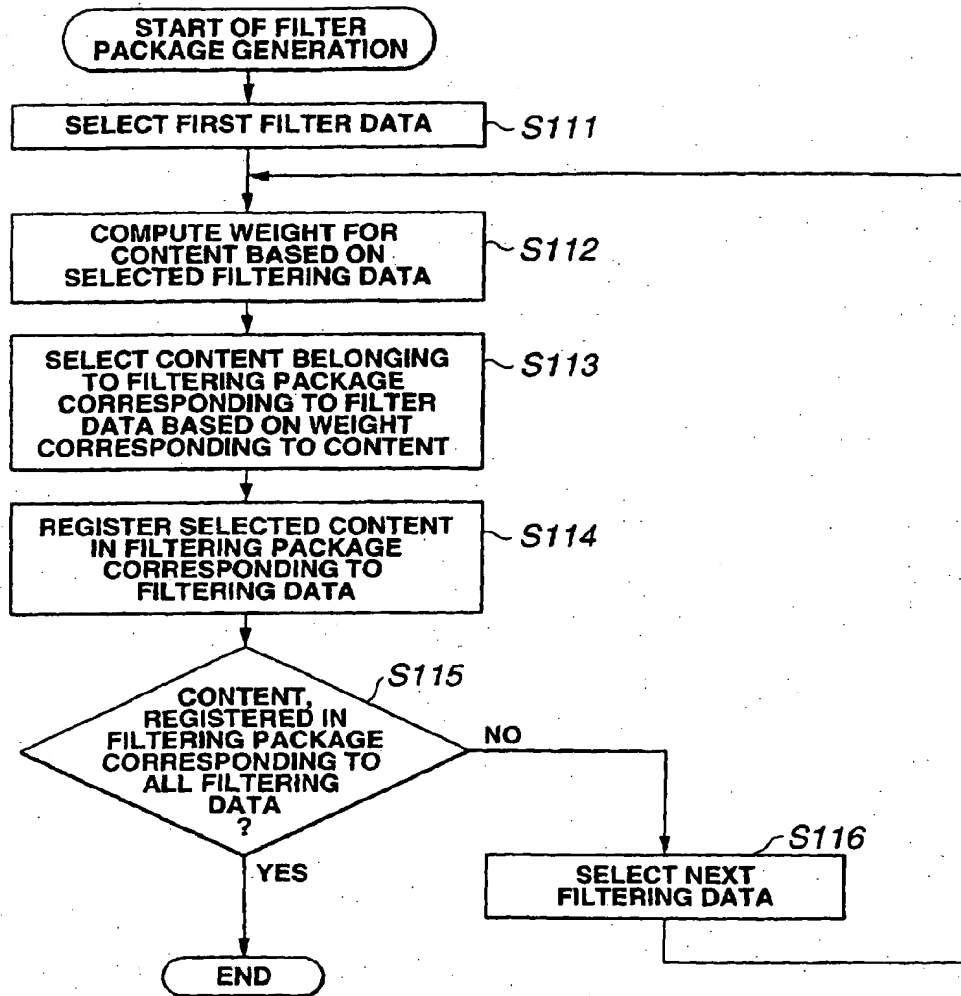 START OF FILTER
PACKAGE GENERATION
SELECT FIRST FILTER DATA
S111
COMPUTE WEIGHT FOR
CONTENT BASED ON
SELECTED FILTERING DATA
S112
SELECT CONTENT BELONGING
TO FILTERING PACKAGE
CORRESPONDING TO FILTER
DATA BASED ON WEIGHT
CORRESPONDING TO CONTENT
S113
REGISTER SELECTED CONTENT
IN FILTERING PACKAGE
CORRESPONDING TO
FILTERING DATA
S114
S115
CONTENT,
REGISTERED IN
FILTERING PACKAGE
CORRESPONDING TO
ALL FILTERING
DATA
?
NO
YES
S116
SELECT NEXT
FILTERING DATA
END